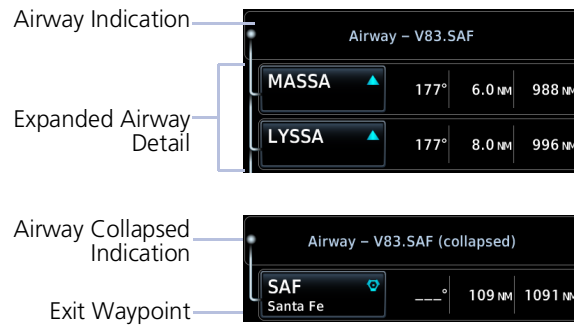 Airway Indication
Airway – V83.SAF
MASSA 177° 6.0 NM 988 NM
Expanded Airway
Detail
LYSSA 177° 8.0 NM 996 NM
Airway Collapsed
Indication
Airway – V83.SAF (collapsed)
SAF
Santa Fe
___° 109 NM 1091 NM
Exit Waypoint